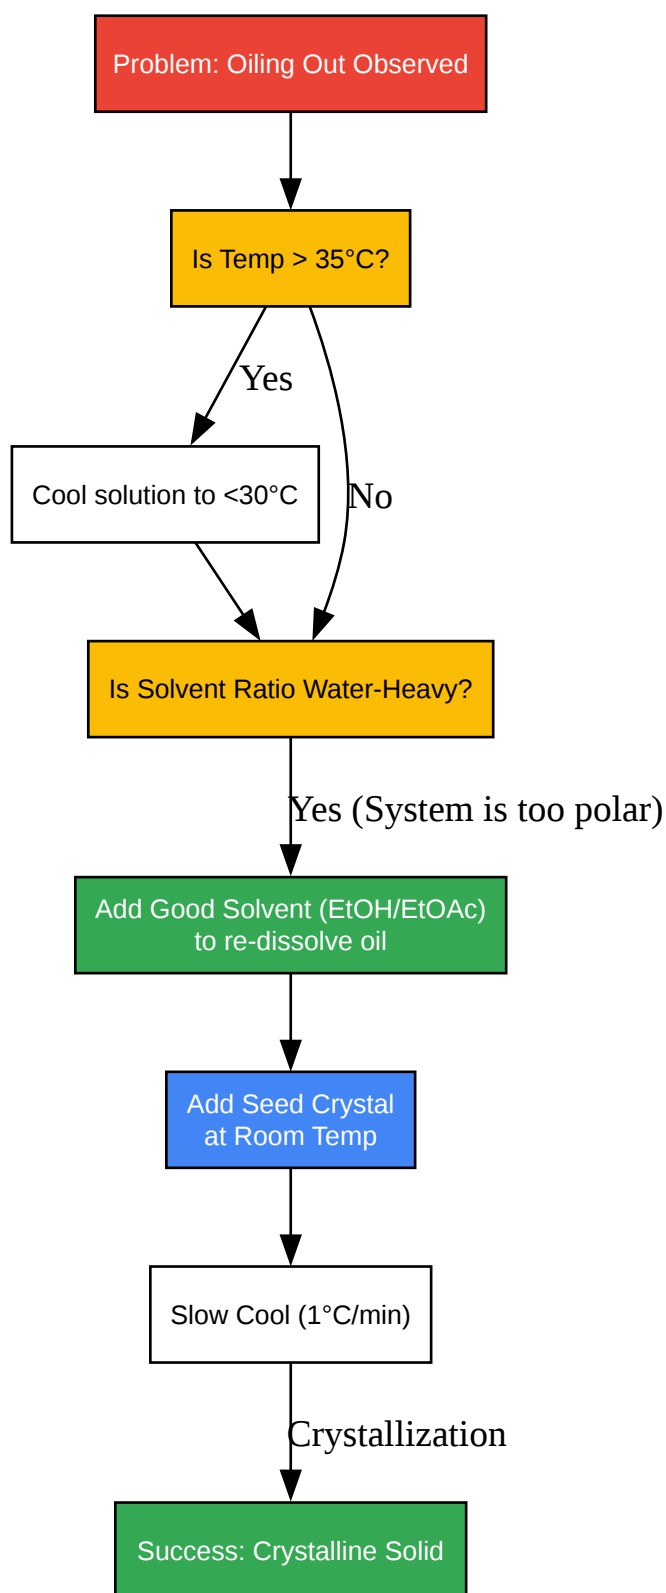 Problem: Oiling Out Observed
Is Temp > 35°C?
Yes
Cool solution to <30°C
No
Is Solvent Ratio Water-Heavy?
Yes (System is too polar)
Add Good Solvent (EtOH/EtOAc)
to re-dissolve oil
Add Seed Crystal
at Room Temp
Slow Cool (1°C/min)
Crystallization
Success: Crystalline Solid